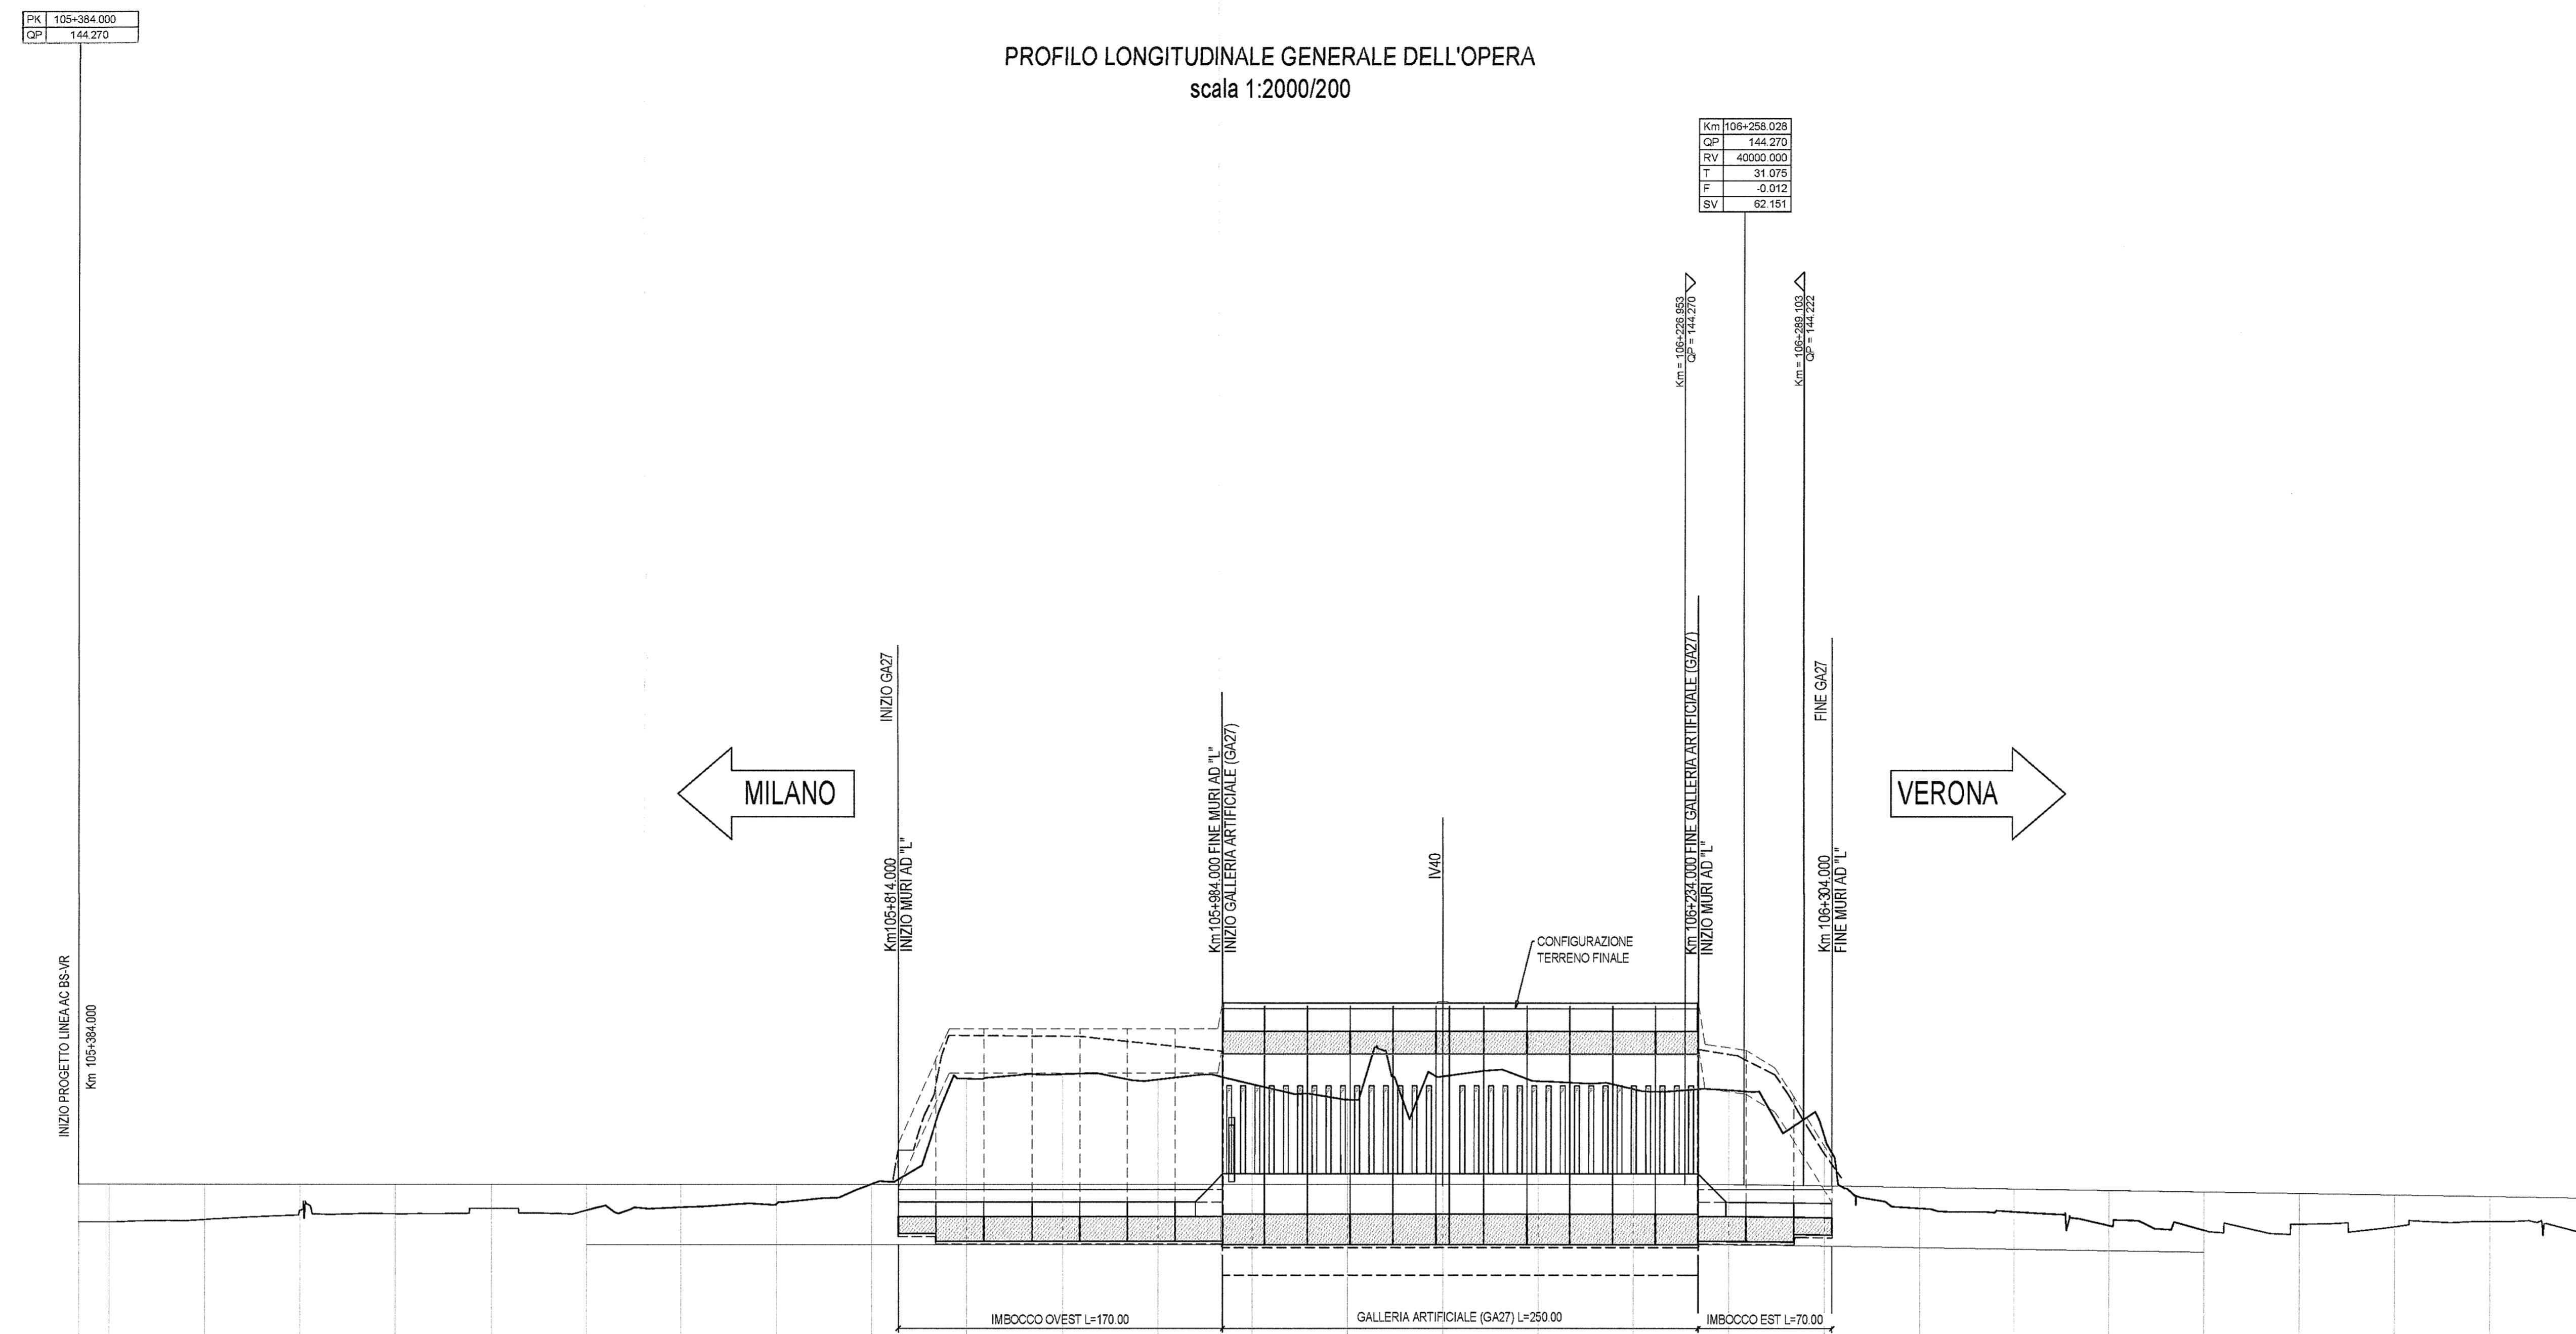 PK 105+384.000
QP 144.270
PROFILO LONGITUDINALE GENERALE DELL'OPERA
scala 1:2000/200
Km 106+258.028
QP 144.270
RV 40000.000
T 31.075
F -0.012
SV 62.151
Km = 106+226.953
QP = 144.270
Km = 106+289.103
QP = 144.222
INIZIO GA27
FINE GA27
MILANO
VERONA
INIZIO PROGETTO LINEA AC BS-VR
Km 105+384.000
Km105+814.000
INIZIO MURI AD "L"
Km105+984.000 FINE MURI AD "L"
INIZIO GALLERIA ARTIFICIALE (GA27)
IV40
CONFIGURAZIONE
TERRENO FINALE
Km 106+234.000 FINE GALLERIA ARTIFICIALE (GA27)
INIZIO MURI AD "L"
Km 106+304.000
FINE MURI AD "L"
IMBOCCO OVEST L=170.00
GALLERIA ARTIFICIALE (GA27) L=250.00
IMBOCCO EST L=70.00